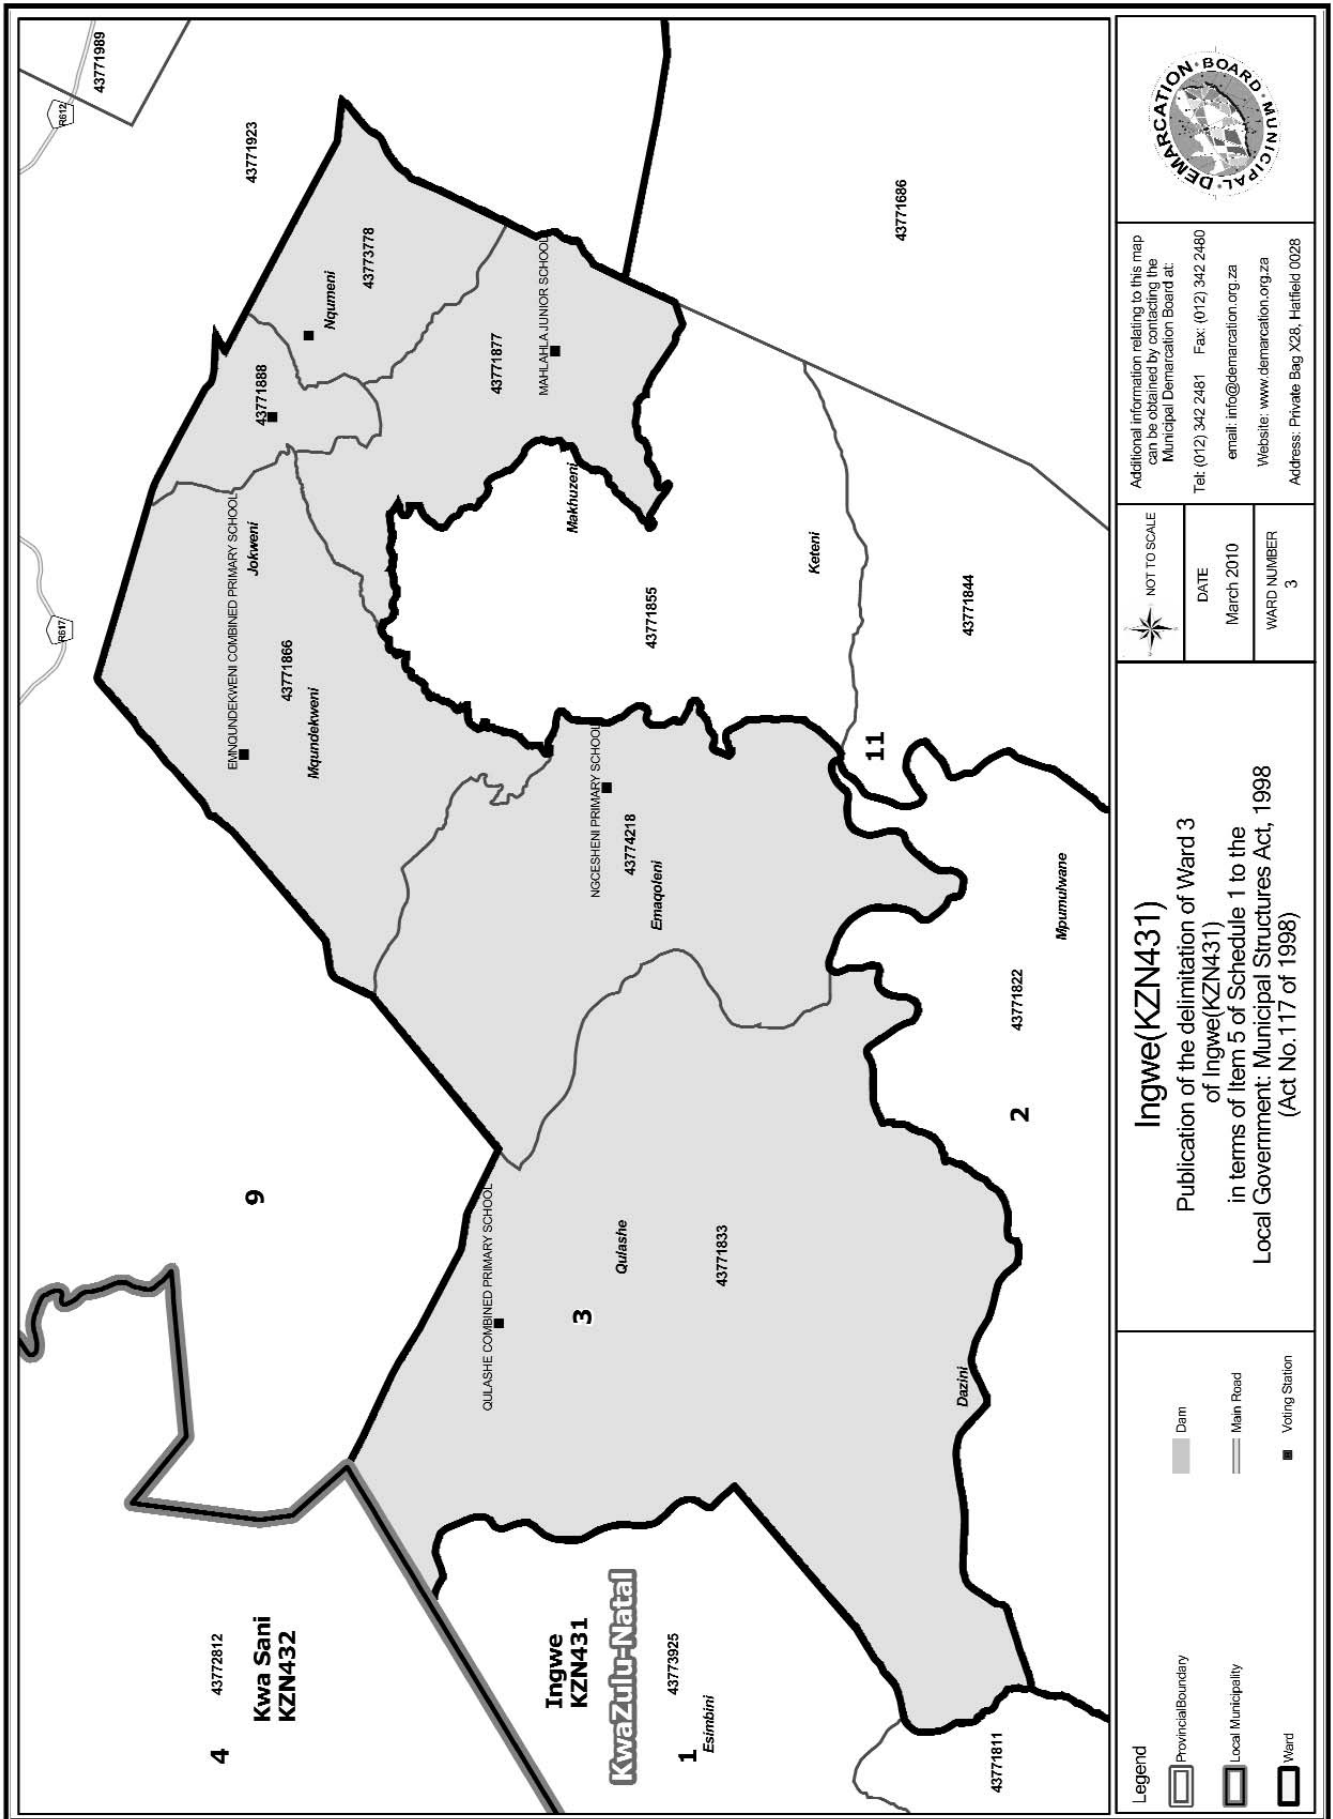 R612
43771989
43771923
R617
43773778
Nqumeni
43771888
43771877
MAHLAHLA JUNIOR SCHOOL
43771686
EMNQUNDEKWENI COMBINED PRIMARY SCHOOL
Jokweni
43771866
Mqundekweni
Makhuzeni
43771855
Keteni
43771844
11
NGCESHENI PRIMARY SCHOOL
43774218
Emaqoleni
Mpumulwane
43771822
2
9
QULASHE COMBINED PRIMARY SCHOOL
Qulashe
43771833
3
Dazini
43772812
Kwa Sani
KZN432
4
Ingwe
KZN431
KwaZulu-Natal
43773925
1
Esimbini
43771811
Legend
ProvincialBoundary
Local Municipality
Ward
Dam
Main Road
Voting Station
Ingwe(KZN431)
Publication of the delimitation of Ward 3
of Ingwe(KZN431)
in terms of Item 5 of Schedule 1 to the
Local Government: Municipal Structures Act, 1998
(Act No.117 of 1998)
NOT TO SCALE
DATE
March 2010
WARD NUMBER
3
Additional information relating to this map
can be obtained by contacting the
Municipal Demarcation Board at:
Tel: (012) 342 2481 Fax: (012) 342 2480
email: info@demarcation.org.za
Website: www.demarcation.org.za
Address: Private Bag X28, Hatfield 0028
MUNICIPAL DEMARCATION BOARD